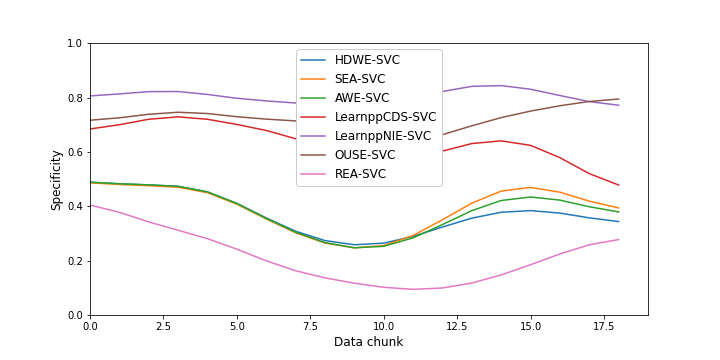 1.0
0.8
0.6
0.4
0.2
0.0
Specificity
HDWE-SVC
SEA-SVC
AWE-SVC
LearnppCDS-SVC
LearnppNIE-SVC
OUSE-SVC
REA-SVC
0.0 2.5 5.0 7.5 10.0 12.5 15.0 17.5
Data chunk